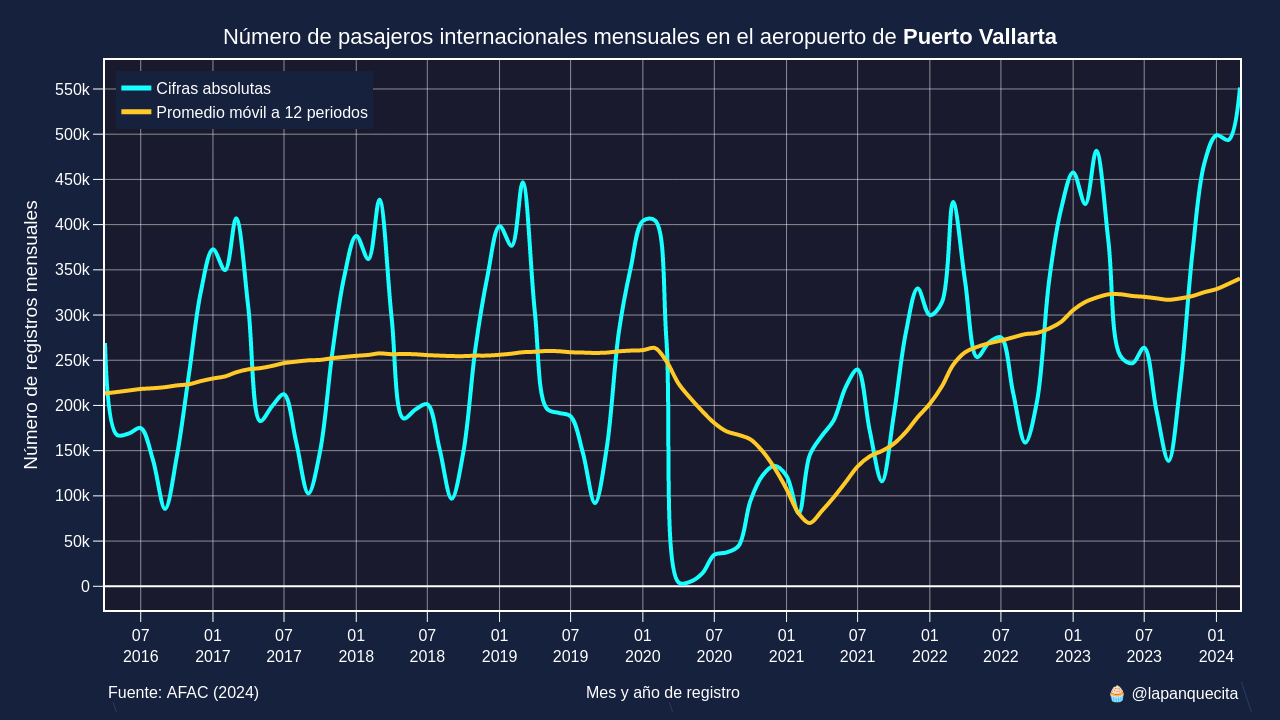 Número de pasajeros internacionales mensuales en el aeropuerto de Puerto Vallarta
Cifras absolutas
Promedio móvil a 12 periodos
Número de registros mensuales
550k
500k
450k
400k
350k
300k
250k
200k
150k
100k
50k
0
07 01 07 01 07 01 07 01 07 01 07 01 07 01 07 01
2016 2017 2017 2018 2018 2019 2019 2020 2020 2021 2021 2022 2022 2023 2023 2024
Fuente: AFAC (2024)
Mes y año de registro
🧁 @lapanquecita